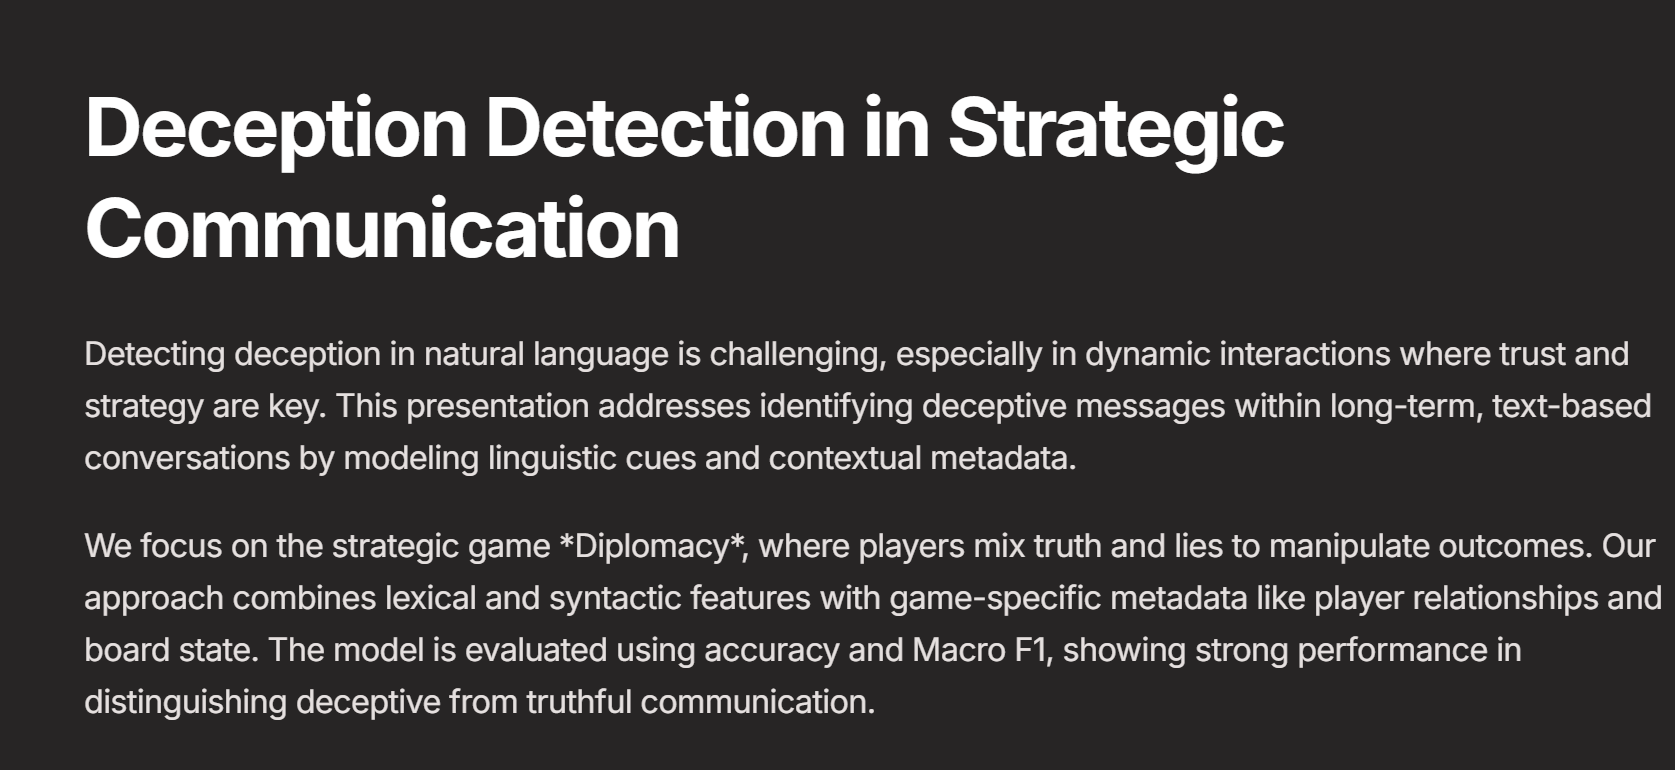 Deception Detection in Strategic
Communication
Detecting deception in natural language is challenging, especially in dynamic interactions where trust and
strategy are key. This presentation addresses identifying deceptive messages within long-term, text-based
conversations by modeling linguistic cues and contextual metadata.
We focus on the strategic game *Diplomacy*, where players mix truth and lies to manipulate outcomes. Our
approach combines lexical and syntactic features with game-specific metadata like player relationships and
board state. The model is evaluated using accuracy and Macro F1, showing strong performance in
distinguishing deceptive from truthful communication.